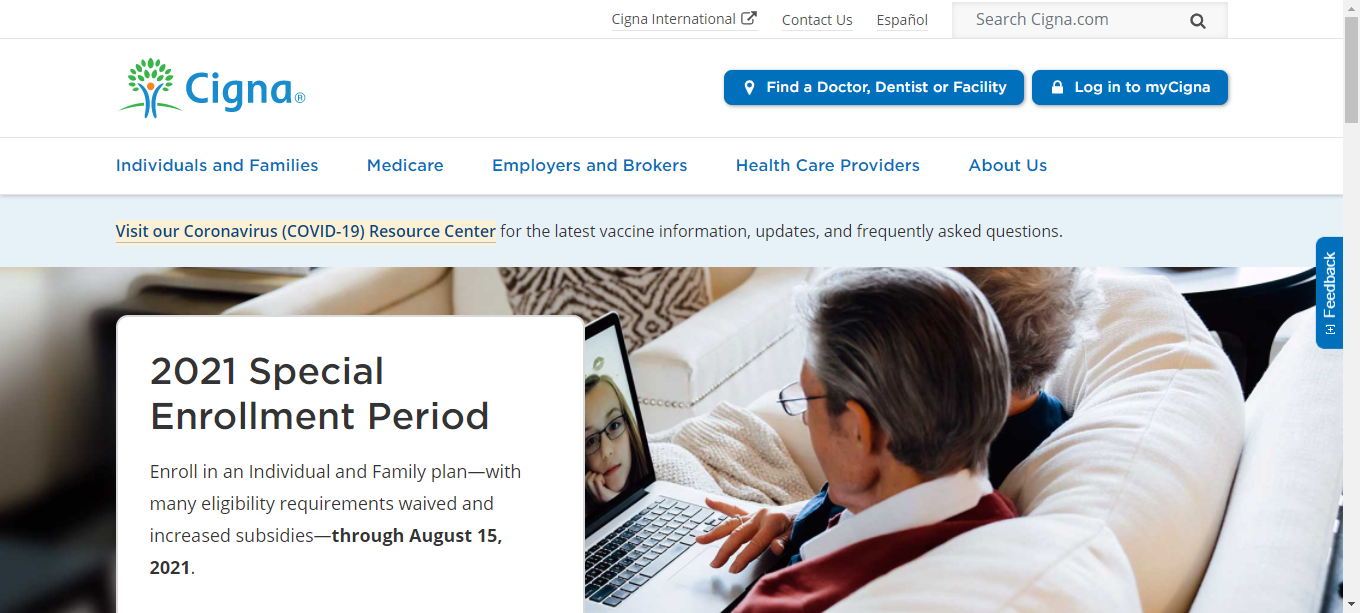 Cigna International
Contact Us
Español
Search Cigna.com
Cigna®
Find a Doctor, Dentist or Facility
Log in to myCigna
Individuals and Families
Medicare
Employers and Brokers
Health Care Providers
About Us
Visit our Coronavirus (COVID-19) Resource Center for the latest vaccine information, updates, and frequently asked questions.
[+] Feedback
2021 Special
Enrollment Period
Enroll in an Individual and Family plan—with
many eligibility requirements waived and
increased subsidies—through August 15,
2021.